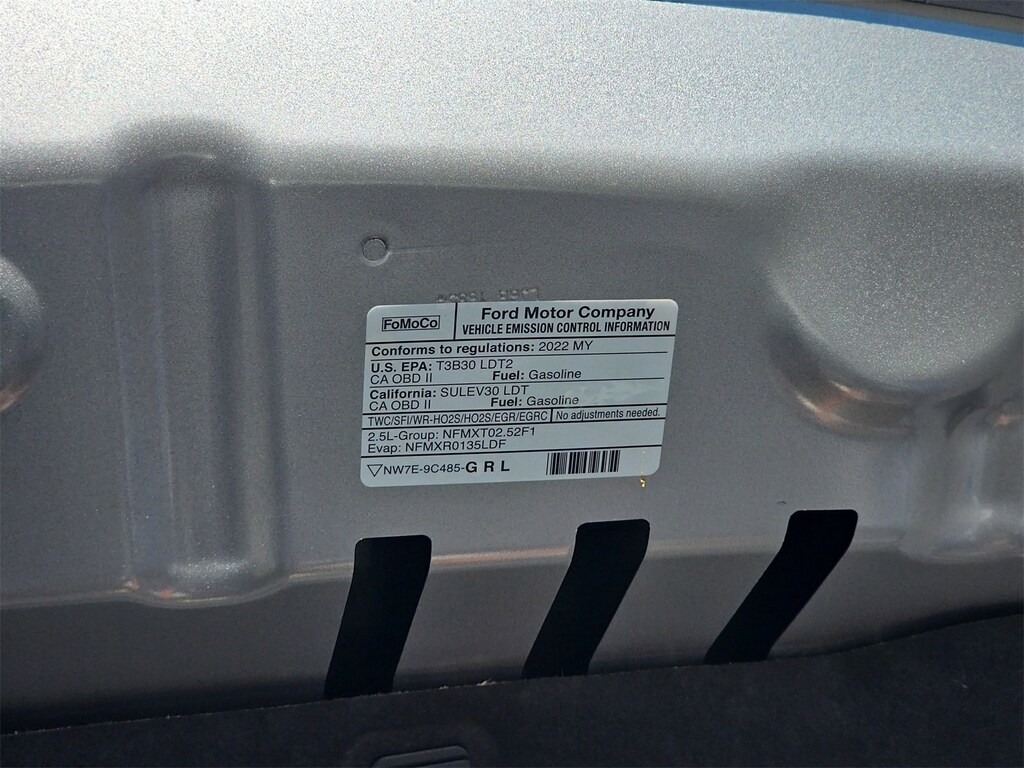 FoMoCo
Ford Motor Company
VEHICLE EMISSION CONTROL INFORMATION
Conforms to regulations: 2022 MY
U.S. EPA: T3B30 LDT2
CA OBD II Fuel: Gasoline
California: SULEV30 LDT
CA OBD II Fuel: Gasoline
TWC/SFI/WR-HO2S/HO2S/EGR/EGRC No adjustments needed.
2.5L-Group: NFMXT02.52F1
Evap: NFMXR0135LDF
NW7E-9C485-G R L